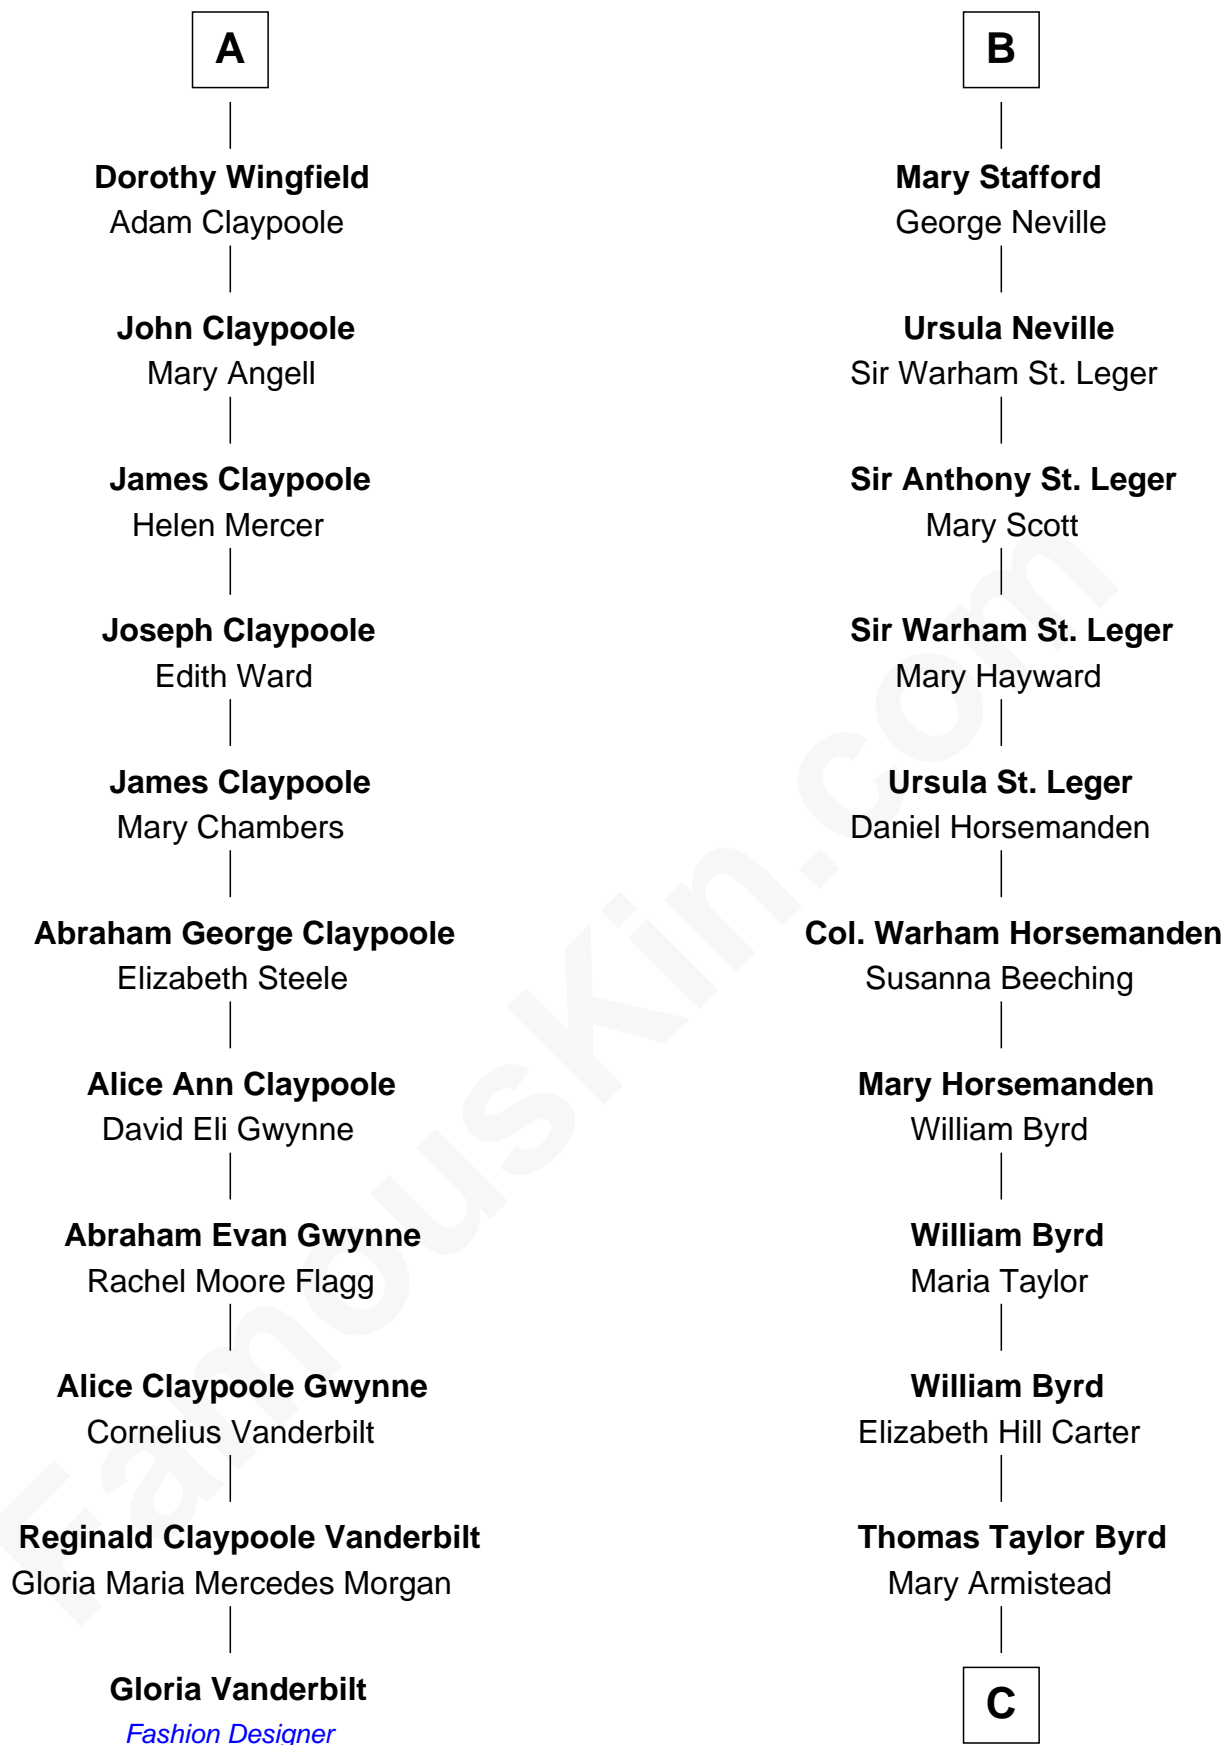 A
Dorothy Wingfield
Adam Claypoole
John Claypoole
Mary Angell
James Claypoole
Helen Mercer
Joseph Claypoole
Edith Ward
James Claypoole
Mary Chambers
Abraham George Claypoole
Elizabeth Steele
Alice Ann Claypoole
David Eli Gwynne
Abraham Evan Gwynne
Rachel Moore Flagg
Alice Claypoole Gwynne
Cornelius Vanderbilt
Reginald Claypoole Vanderbilt
Gloria Maria Mercedes Morgan
Gloria Vanderbilt
Fashion Designer
B
Mary Stafford
George Neville
Ursula Neville
Sir Warham St. Leger
Sir Anthony St. Leger
Mary Scott
Sir Warham St. Leger
Mary Hayward
Ursula St. Leger
Daniel Horsemanden
Col. Warham Horsemanden
Susanna Beeching
Mary Horsemanden
William Byrd
William Byrd
Maria Taylor
William Byrd
Elizabeth Hill Carter
Thomas Taylor Byrd
Mary Armistead
C
FamousKin.com